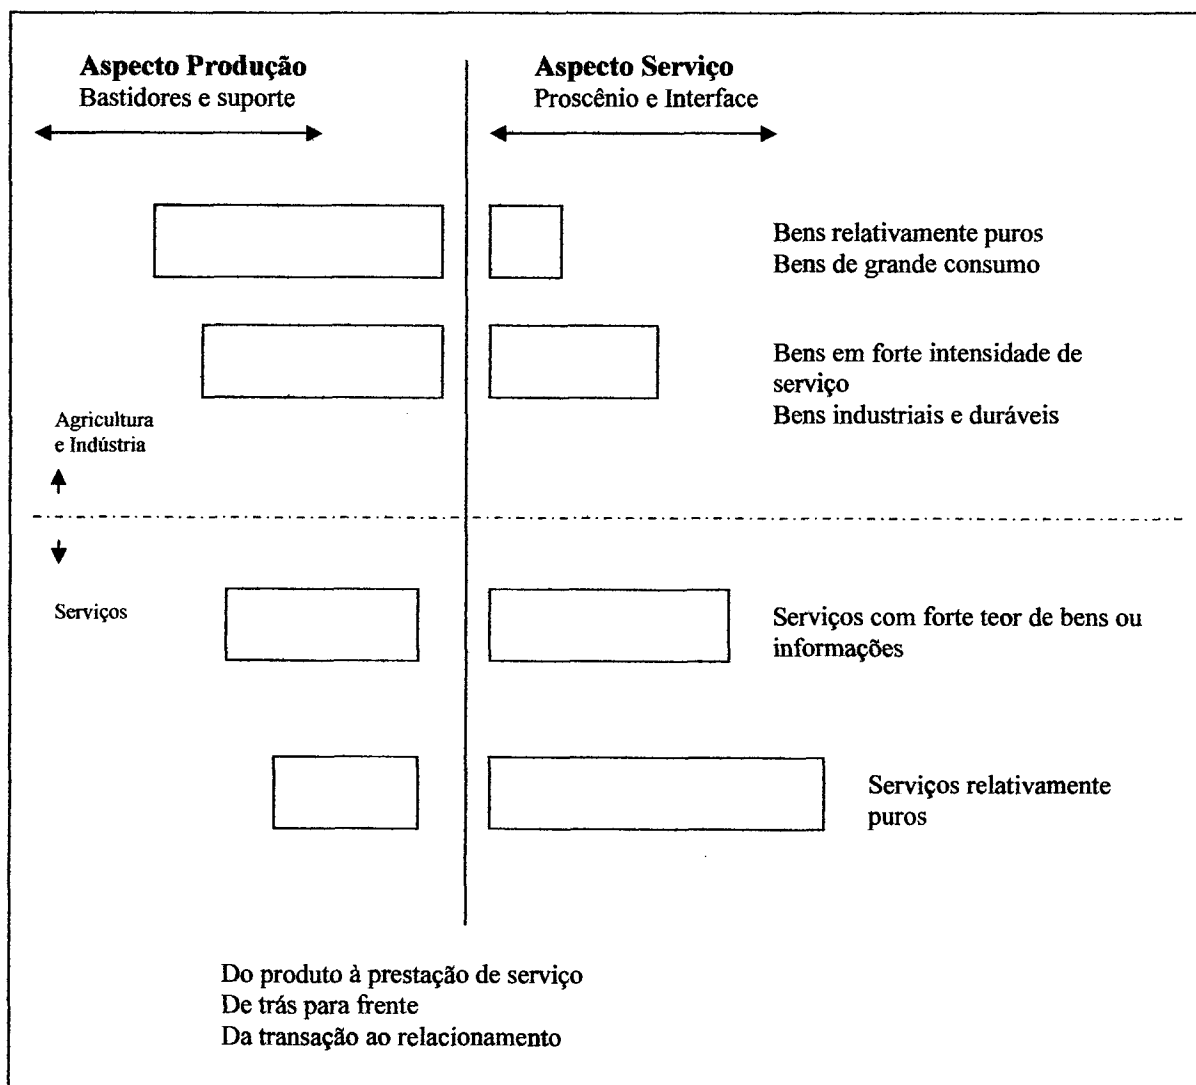 Aspecto Produção
Bastidores e suporte
Aspecto Serviço
Proscênio e Interface
Bens relativamente puros
Bens de grande consumo
Bens em forte intensidade de
serviço
Bens industriais e duráveis
Agricultura
e Indústria
Serviços
Serviços com forte teor de bens ou
informações
Serviços relativamente
puros
Do produto à prestação de serviço
De trás para frente
Da transação ao relacionamento